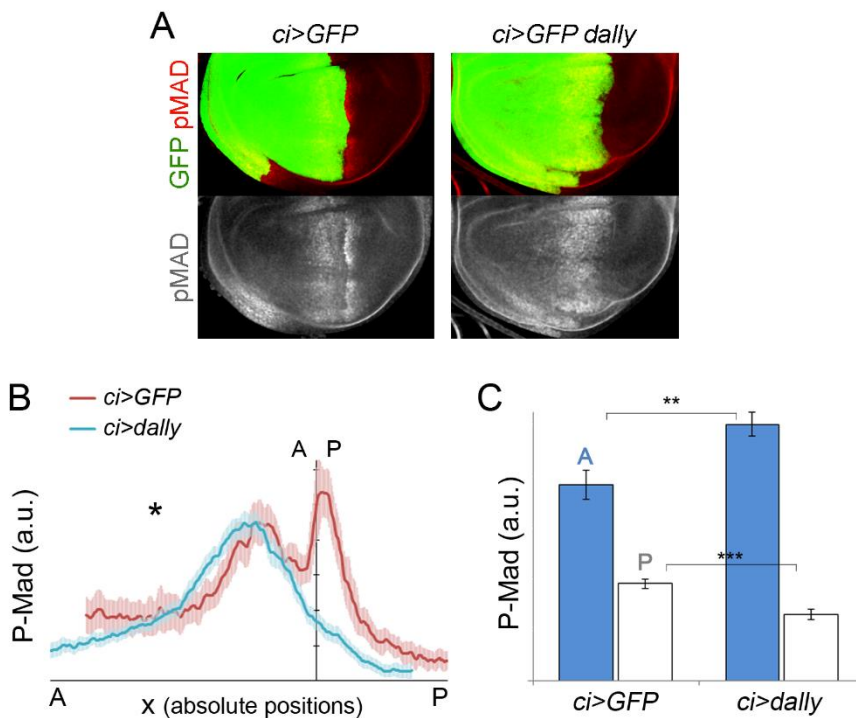 A
ci>GFP
ci>GFP dally
GFP pMAD
pMAD
B
ci>GFP
ci>dally
A P
*
P-Mad (a.u.)
A
x (absolute positions)
P
C
**
A
P
***
P-Mad (a.u.)
ci>GFP
ci>dally